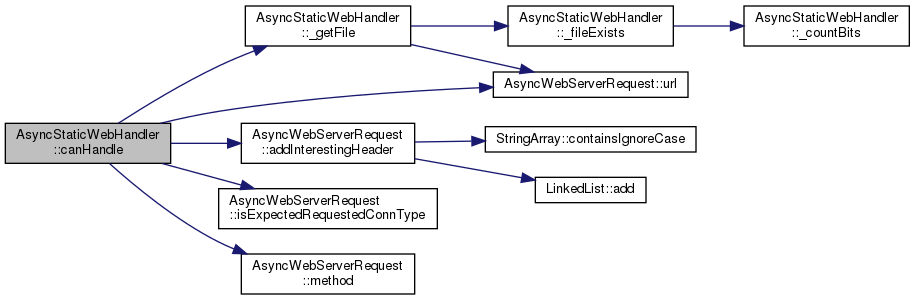 AsyncStaticWebHandler
::canHandle
AsyncStaticWebHandler
::_getFile
AsyncStaticWebHandler
::_fileExists
AsyncStaticWebHandler
::_countBits
AsyncWebServerRequest::url
AsyncWebServerRequest
::addInterestingHeader
StringArray::containsIgnoreCase
LinkedList::add
AsyncWebServerRequest
::isExpectedRequestedConnType
AsyncWebServerRequest
::method